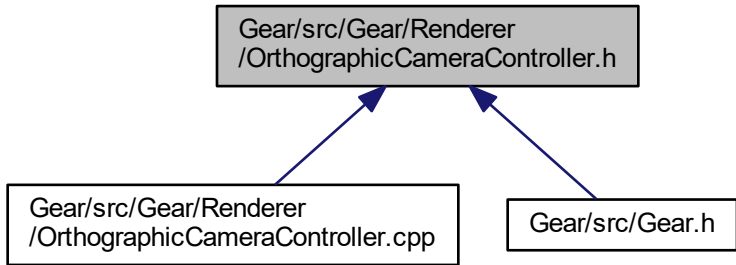 Gear/src/Gear/Renderer
/OrthographicCameraController.h
Gear/src/Gear/Renderer
/OrthographicCameraController.cpp
Gear/src/Gear.h